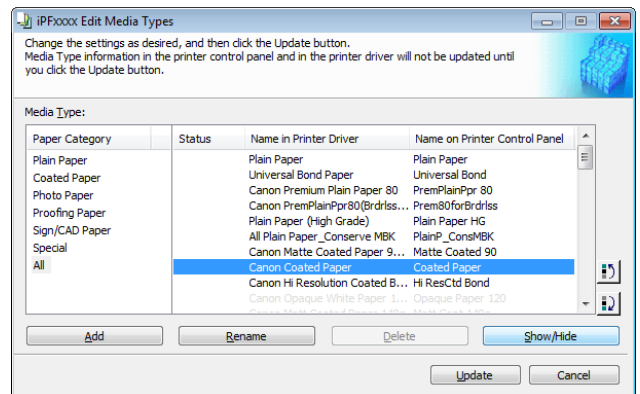 iPFxxxx Edit Media Types
Change the settings as desired, and then click the Update button.
Media Type information in the printer control panel and in the printer driver will not be updated until
you click the Update button.
Media Type:
Paper Category Status Name in Printer Driver Name on Printer Control Panel
Plain Paper
Coated Paper
Photo Paper
Proofing Paper
Sign/CAD Paper
Special
All
Plain Paper Plain Paper
Universal Bond Paper Universal Bond
Canon Premium Plain Paper 80 PremPlainPpr 80
Canon PremPlainPpr80(Brdrlss... Prem80forBrdrlss
Plain Paper (High Grade) Plain Paper HG
All Plain Paper_Conserve MBK PlainP_ConsMBK
Canon Matte Coated Paper 9... Matte Coated 90
Canon Coated Paper Coated Paper
Canon Hi Resolution Coated B... Hi ResCtd Bond
Canon Opaque White Paper 1... Opaque Paper 120
Add Rename Delete Show/Hide
Update Cancel